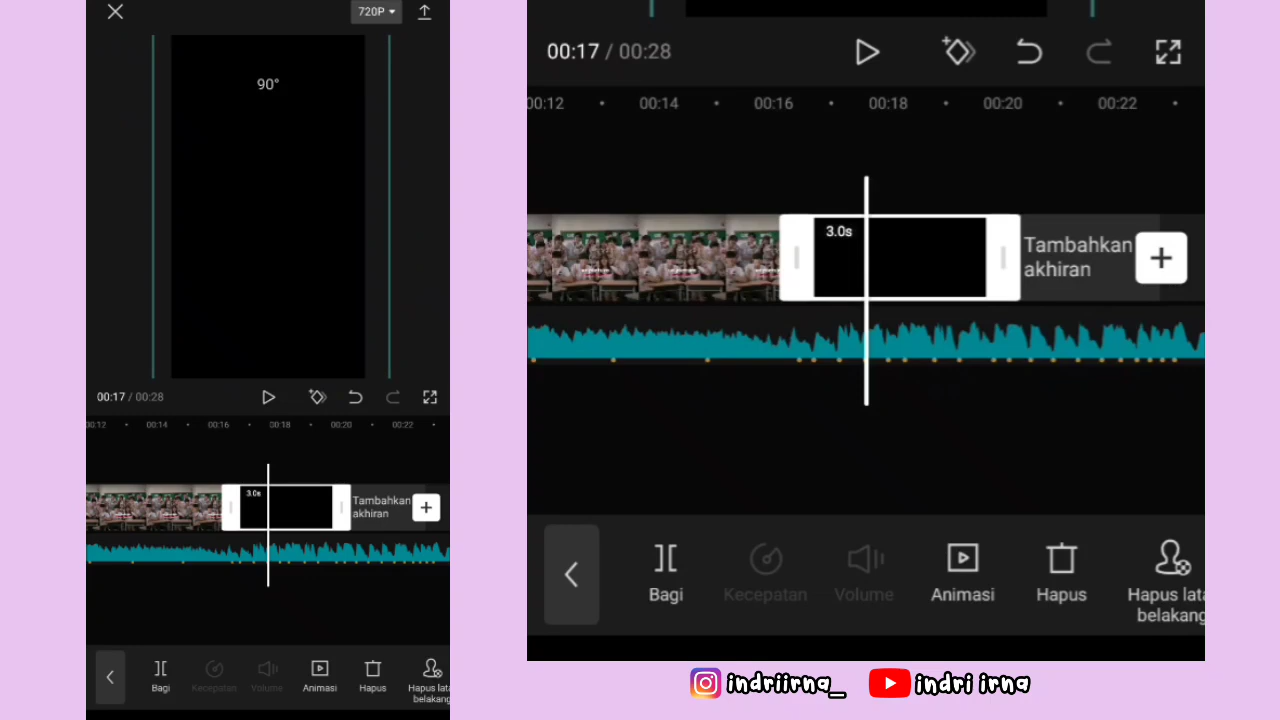 720P
90°
00:17 / 00:28
00:12 00:14 00:16 00:18 00:20 00:22
3.0s
Tambahkan
akhiran
Bagi Kecepatan Volume Animasi Hapus Hapus lata
belakang
00:17 / 00:28
00:12 00:14 00:16 00:18 00:20 00:22
3.0s
Tambahkan
akhiran
Bagi Kecepatan Volume Animasi Hapus Hapus lata
belakang
indriirna_ indri irna